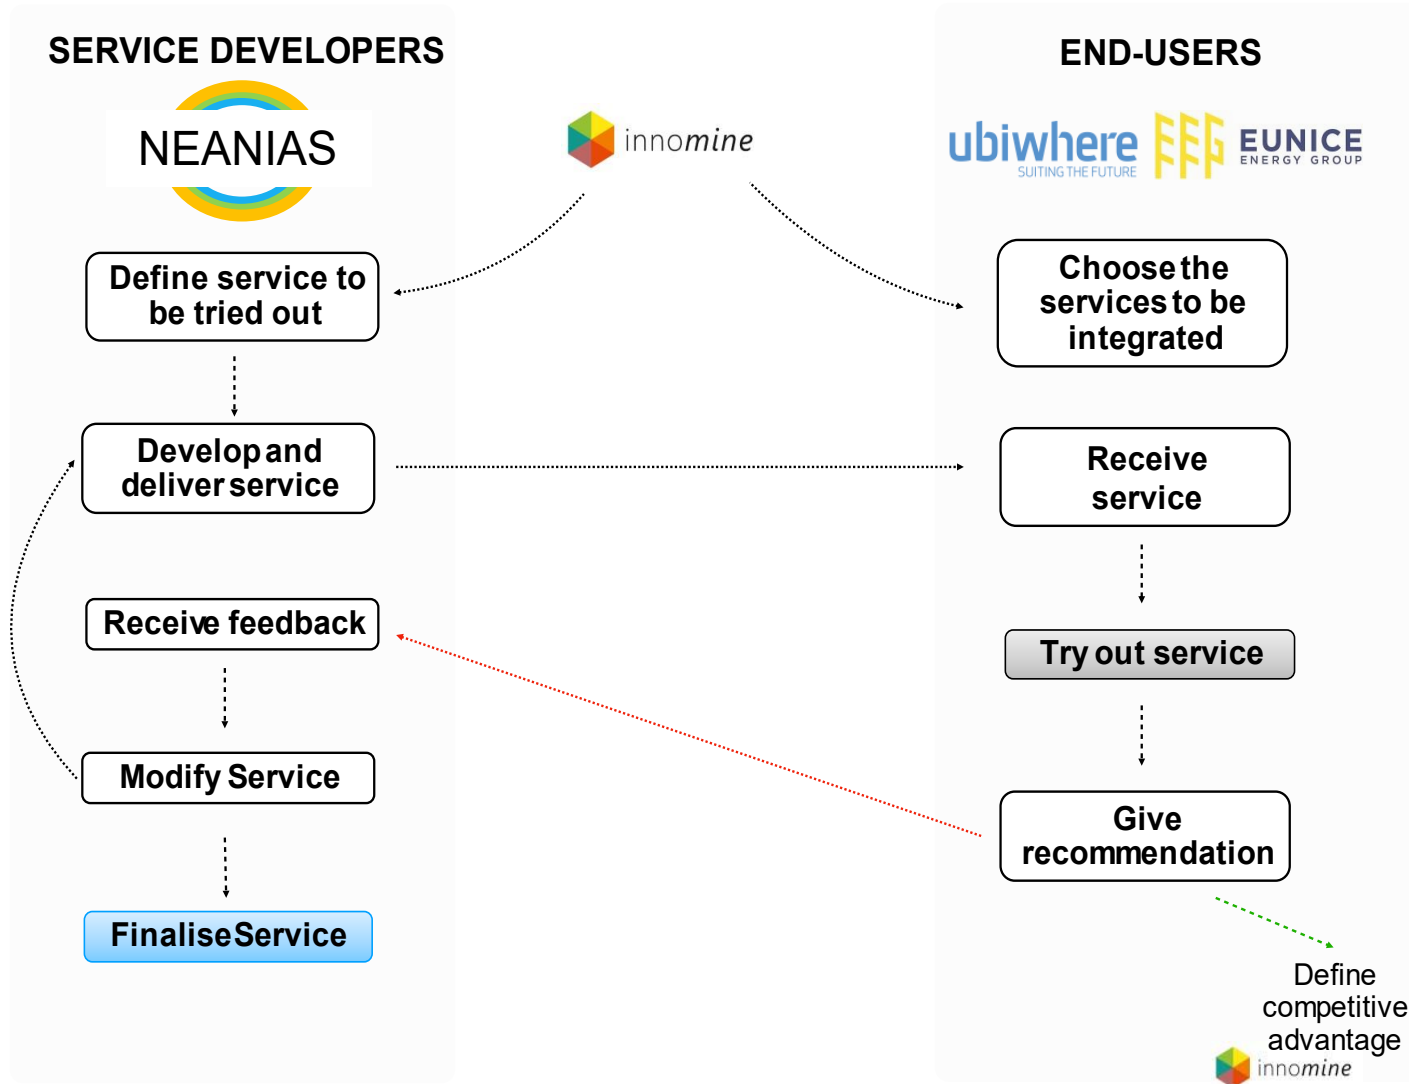 SERVICE DEVELOPERS
NEANIAS
Define service to
be tried out
Develop and
deliver service
Receive feedback
Modify Service
Finalise Service
innomine
END-USERS
ubiwhere
SUITING THE FUTURE
EEG
EUNICE
ENERGY GROUP
Choose the
services to be
integrated
Receive
service
Try out service
Give
recommendation
Define
competitive
advantage
innomine